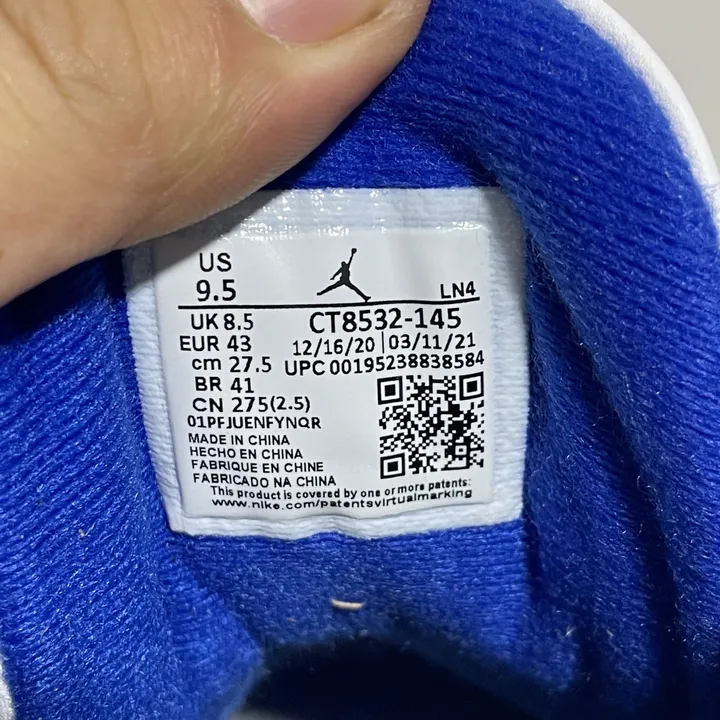 US
9.5
LN4
UK 8.5 CT8532-145
EUR 43 12/16/20 | 03/11/21
cm 27.5 UPC 00195238838584
BR 41
CN 275(2.5)
01PFJUENFYNQR
MADE IN CHINA
HECHO EN CHINA
FABRIQUE EN CHINE
FABRICADO NA CHINA
This product is covered by one or more patents:
www.nike.com/patentsvirtualmarking